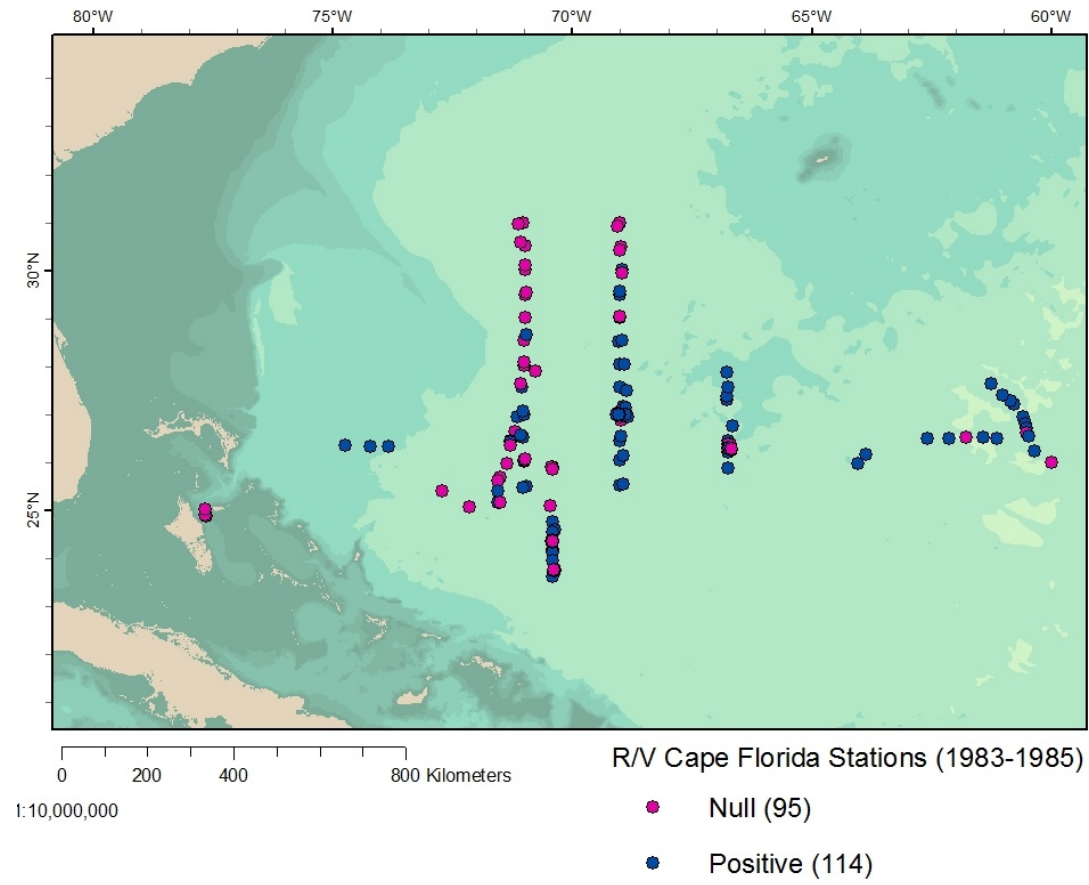 80°W 75°W 70°W 65°W 60°W
30°N
25°N
0 200 400 800 Kilometers
1:10,000,000
R/V Cape Florida Stations (1983-1985)
Null (95)
Positive (114)